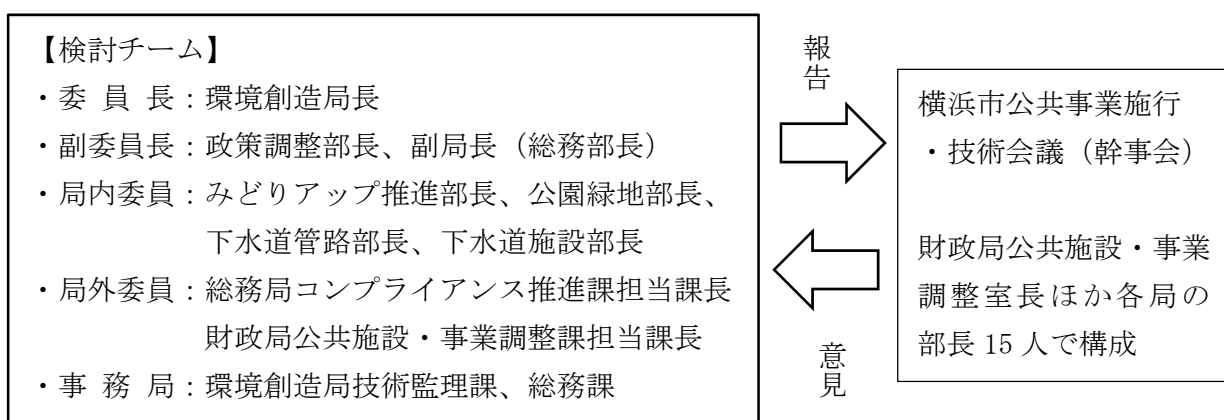 【検討チーム】
・委 員 長：環境創造局長
・副委員長：政策調整部長、副局長（総務部長）
・局内委員：みどりアップ推進部長、公園緑地部長、
下水道管路部長、下水道施設部長
・局外委員：総務局コンプライアンス推進課担当課長
財政局公共施設・事業調整課担当課長
・事 務 局：環境創造局技術監理課、総務課
報告
意見
横浜市公共事業施行
・技術会議（幹事会）
財政局公共施設・事業
調整室長ほか各局の
部長 15 人で構成